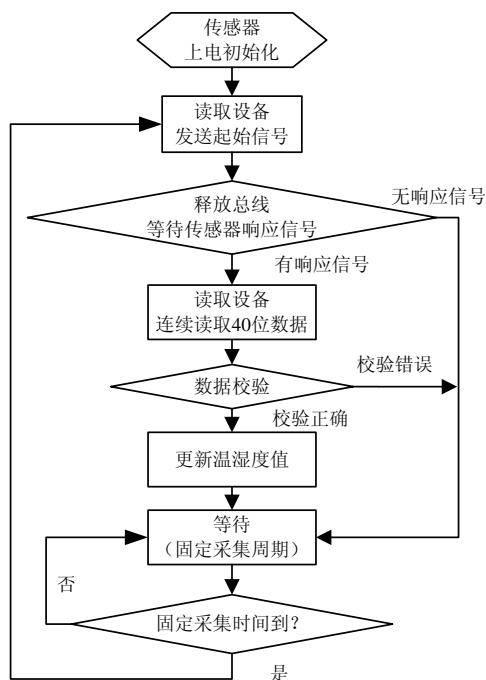 传感器
上电初始化
读取设备
发送起始信号
释放总线
等待传感器响应信号
无响应信号
有响应信号
读取设备
连续读取40位数据
数据校验
校验错误
校验正确
更新温湿度值
等待
（固定采集周期）
否
固定采集时间到？
是